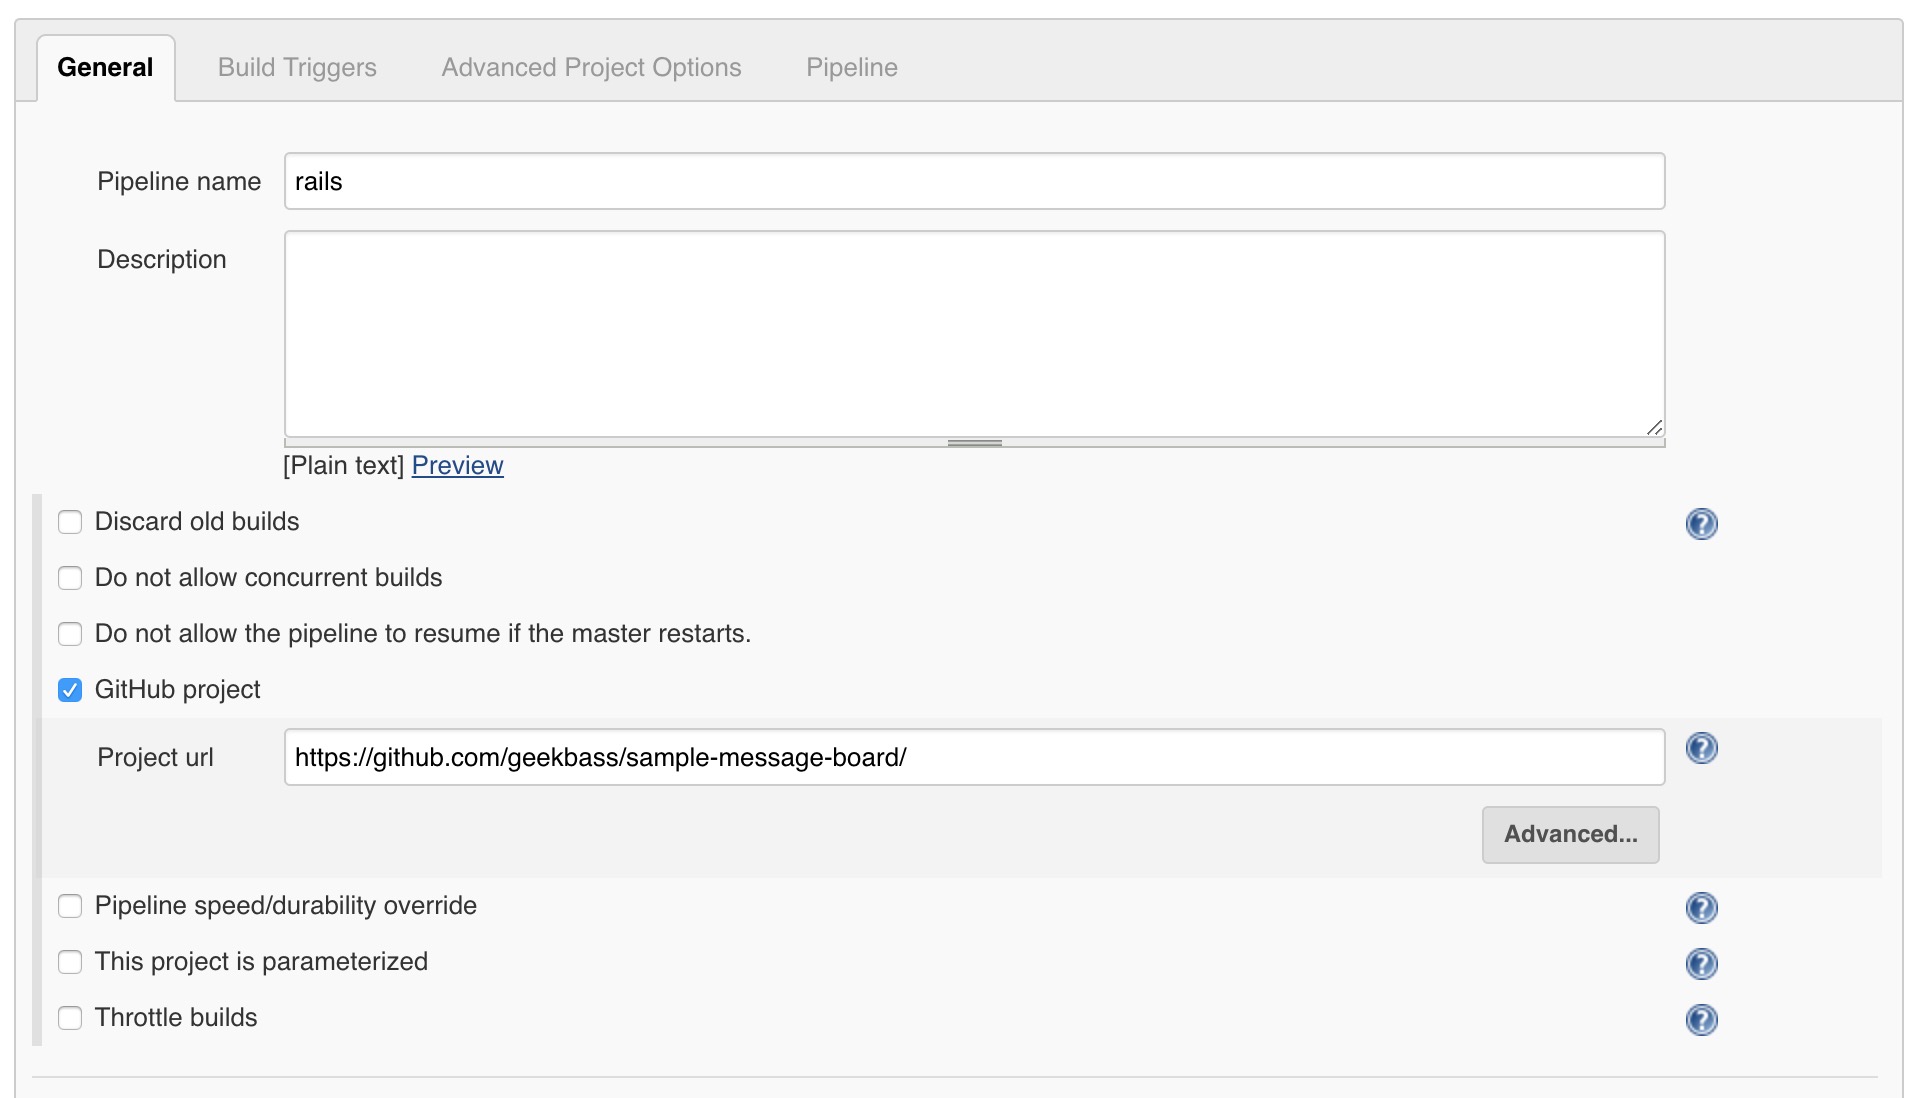 General Build Triggers Advanced Project Options Pipeline
Pipeline name rails
Description
[Plain text] Preview
Discard old builds
Do not allow concurrent builds
Do not allow the pipeline to resume if the master restarts.
GitHub project
Project url https://github.com/geekbass/sample-message-board/
Advanced...
Pipeline speed/durability override
This project is parameterized
Throttle builds